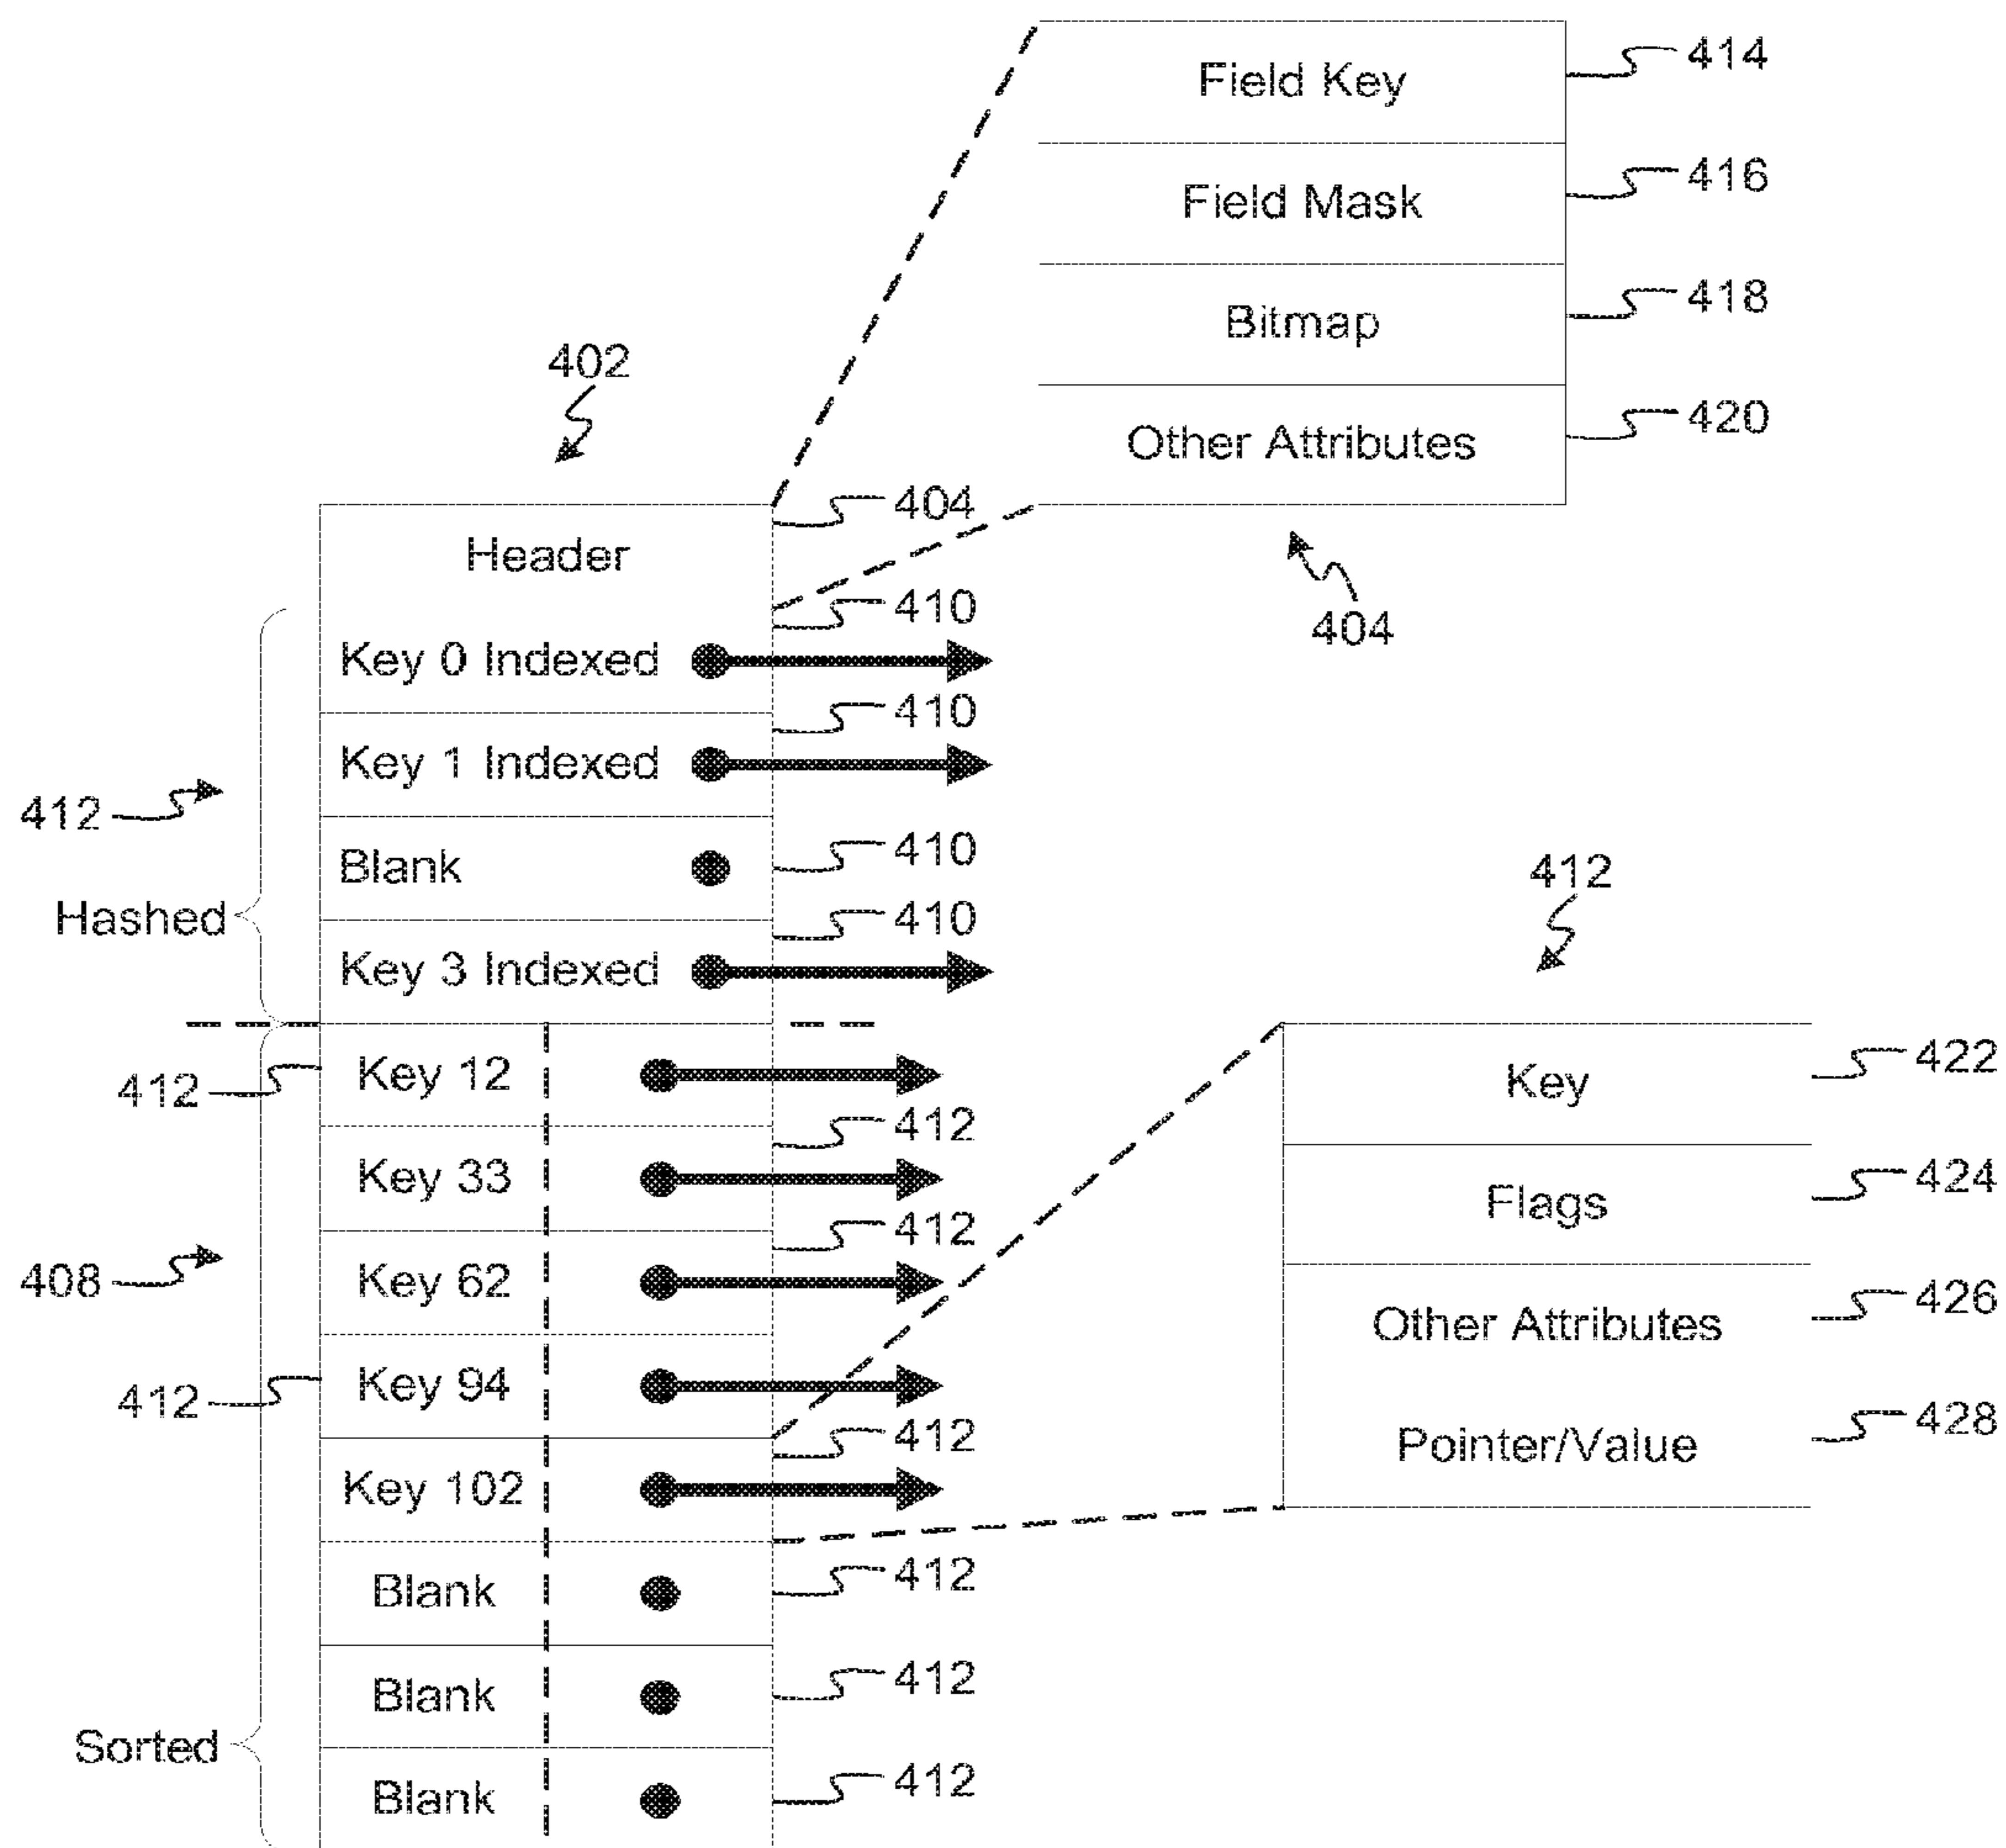 Field Key 414
Field Mask 416
Bitmap 418
Other Attributes 420
404
402
Header 404
Key 0 Indexed 410
Key 1 Indexed 410
Blank 410
Key 3 Indexed 410
412
Hashed
412 Key 12
Key 33 412
Key 62 412
412 Key 94
Key 102 412
Blank 412
Blank 412
Blank 412
408
Sorted
412
Key 422
Flags 424
Other Attributes 426
Pointer/Value 428